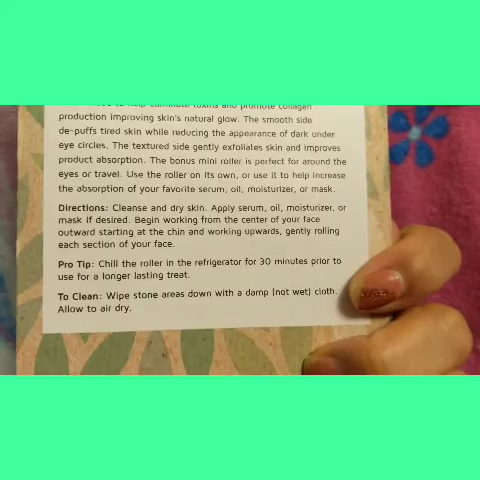 to help eliminate toxins and promote collagen
production improving skin's natural glow. The smooth side
de-puffs tired skin while reducing the appearance of dark under
eye circles. The textured side gently exfoliates skin and improves
product absorption. The bonus mini roller is perfect for around the
eyes or travel. Use the roller on its own, or use it to help increase
the absorption of your favorite serum, oil, moisturizer, or mask.
Directions: Cleanse and dry skin. Apply serum, oil, moisturizer, or
mask if desired. Begin working from the center of your face
outward starting at the chin and working upwards, gently rolling
each section of your face.
Pro Tip: Chill the roller in the refrigerator for 30 minutes prior to
use for a longer lasting treat.
To Clean: Wipe stone areas down with a damp (not wet) cloth.
Allow to air dry.